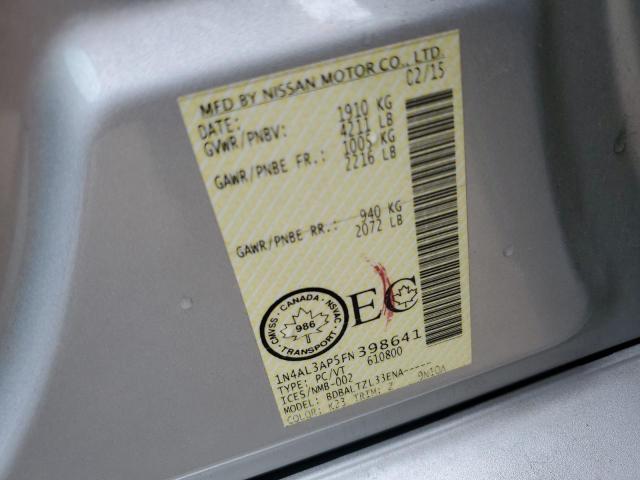 MFD BY NISSAN MOTOR CO., LTD.
DATE: 02/15
GVWR/PNBV: 1910 KG
4211 LB
GAWR/PNBE FR.: 1005 KG
2216 LB
GAWR/PNBE RR.: 940 KG
2072 LB
CANADA
CMVSS NSVAC
986
TRANSPORT
EC
1N4AL3AP5FN398641
TYPE: PC/VT 610800
ICES/NMB-002
MODEL: BDBALTZL33ENA-----
COLOR: K23 TRIM: Z